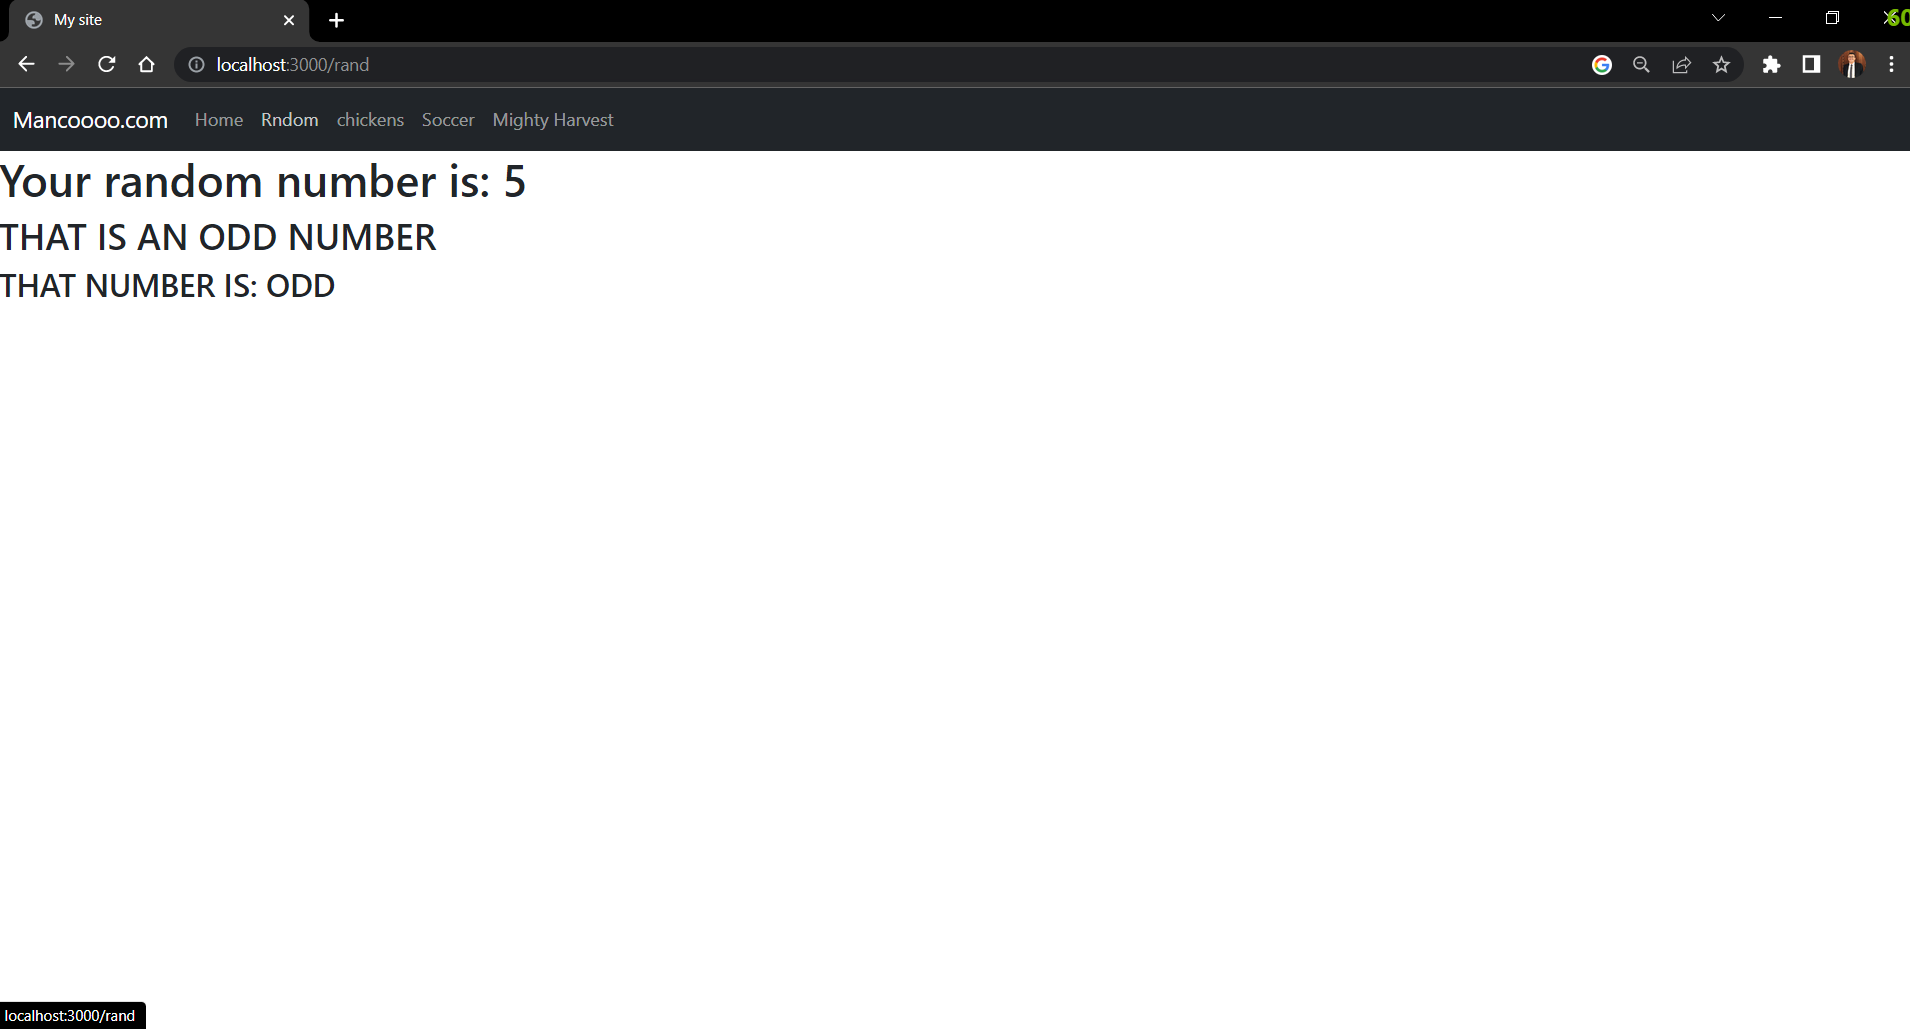 My site
60
localhost:3000/rand
Mancoooo.com Home Rndom chickens Soccer Mighty Harvest
Your random number is: 5
THAT IS AN ODD NUMBER
THAT NUMBER IS: ODD
localhost:3000/rand